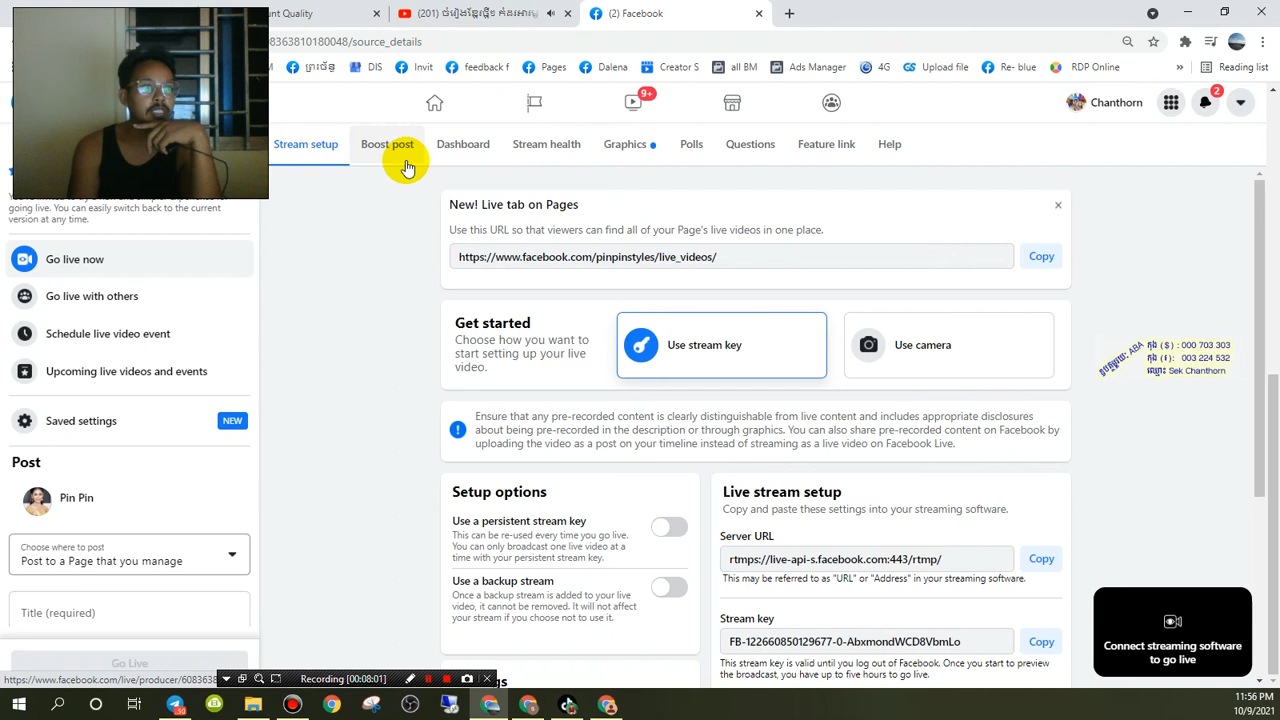 unt Quality
(201) ចំរៀងខ្មែរ
(2) Facebook
08363810180048/source_details
DIS
Invit
feedback f
Pages
Dalena
Creator S
all BM
Ads Manager
4G
Upload file
Re- blue
RDP Online
Reading list
9+
Chanthorn
2
Stream setup
Boost post
Dashboard
Stream health
Graphics
Polls
Questions
Feature link
Help
going live. You can easily switch back to the current
version at any time.
Go live now
Go live with others
Schedule live video event
Upcoming live videos and events
Saved settings
NEW
Post
Pin Pin
Choose where to post
Post to a Page that you manage
Title (required)
Go Live
New! Live tab on Pages
Use this URL so that viewers can find all of your Page's live videos in one place.
https://www.facebook.com/pinpinstyles/live_videos/
Copy
Get started
Choose how you want to
start setting up your live
video.
Use stream key
Use camera
Ensure that any pre-recorded content is clearly distinguishable from live content and includes appropriate disclosures
about being pre-recorded in the description or through graphics. You can also share pre-recorded content on Facebook by
uploading the video as a post on your timeline instead of streaming as a live video on Facebook Live.
Setup options
Use a persistent stream key
This can be re-used every time you go live.
You can only broadcast one live video at a
time with your persistent stream key.
Use a backup stream
Once a backup stream is added to your live
video, it cannot be removed. It will not affect
your stream if you choose not to use it.
Live stream setup
Copy and paste these settings into your streaming software.
Server URL
rtmps://live-api-s.facebook.com:443/rtmp/
Copy
This may be referred to as "URL" or "Address" in your streaming software.
Stream key
FB-122660850129677-0-AbxmondWCD8VbmLo
Copy
This stream key is valid until you log out of Facebook. Once you start to preview
the broadcast, you have up to five hours to go live.
ABA
កុង ($) : 000 703 303
កុង (៛) : 003 224 532
ឈ្មោះ Sek Chanthorn
Connect streaming software
to go live
https://www.facebook.com/live/producer/6083638
Recording [00:08:01]
11:56 PM
10/9/2021